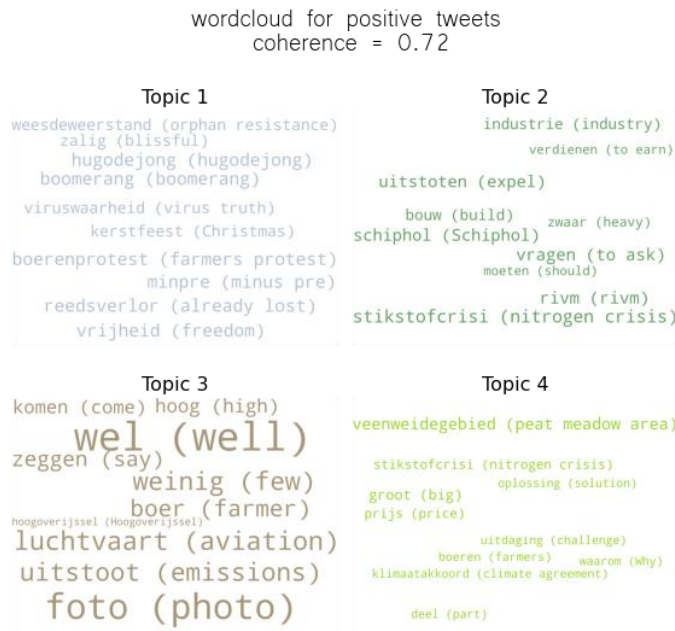 wordcloud for positive tweets
coherence = 0.72
Topic 1
weesdeweerstand (orphan resistance)
zalig (blissful)
hugodejong (hugodejong)
boomerang (boomerang)
viruswaarheid (virus truth)
kerstfeest (Christmas)
boerenprotest (farmers protest)
minpre (minus pre)
reedsverlor (already lost)
vrijheid (freedom)
Topic 2
industrie (industry)
verdienen (to earn)
uitstoten (expel)
bouw (build)
zwaar (heavy)
schiphol (Schiphol)
vragen (to ask)
moeten (should)
rivm (rivm)
stikstofcrisi (nitrogen crisis)
Topic 3
komen (come) hoog (high)
wel (well)
zeggen (say)
weinig (few)
boer (farmer)
hoogoverijssel (Hoogoverijssel)
luchtvaart (aviation)
uitstoot (emissions)
foto (photo)
Topic 4
veenweidegebied (peat meadow area)
stikstofcrisi (nitrogen crisis)
oplossing (solution)
groot (big)
prijs (price)
uitdaging (challenge)
boeren (farmers)
waarom (Why)
klimaatakkoord (climate agreement)
deel (part)